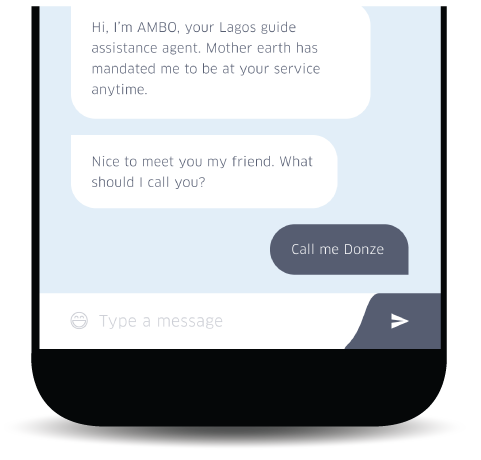 Hi, I'm AMBO, your Lagos guide
assistance agent. Mother earth has
mandated me to be at your service
anytime.
Nice to meet you my friend. What
should I call you?
Call me Donze
Type a message